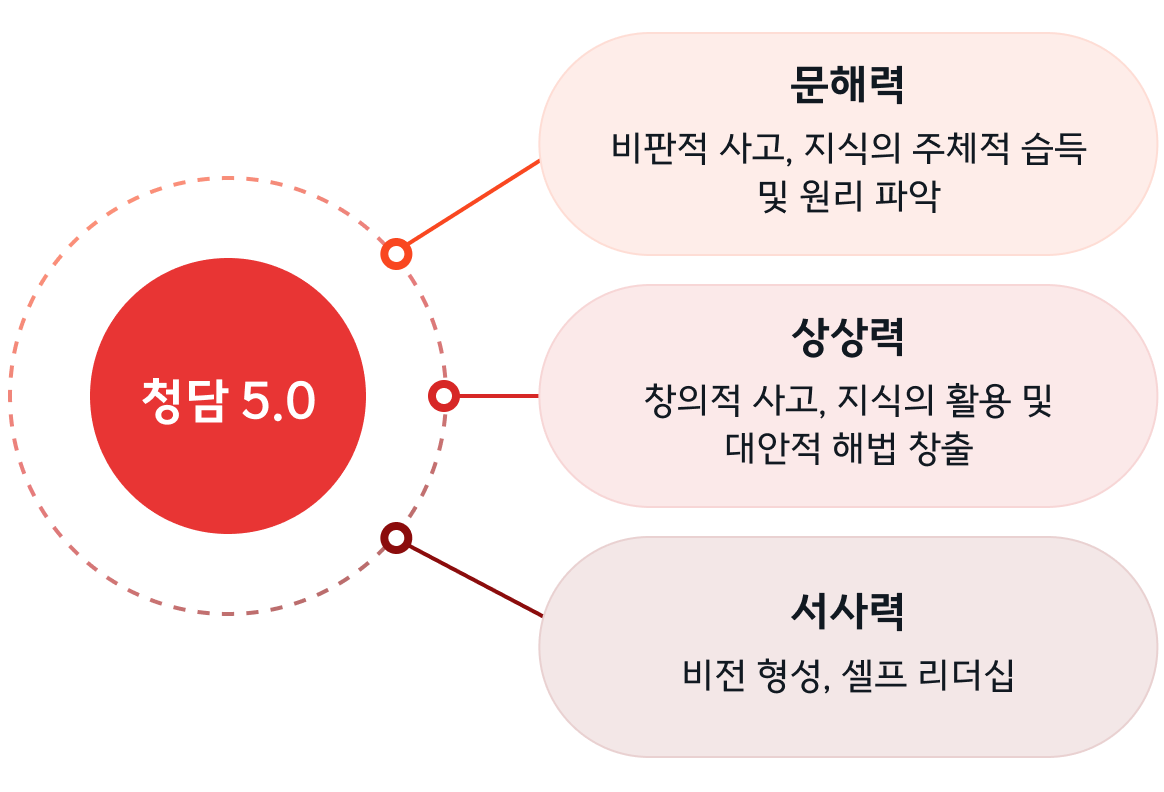 청담 5.0
문해력
비판적 사고, 지식의 주체적 습득
및 원리 파악
상상력
창의적 사고, 지식의 활용 및
대안적 해법 창출
서사력
비전 형성, 셀프 리더십